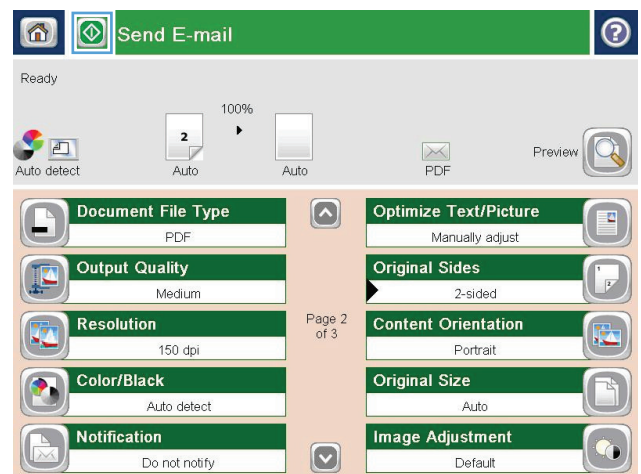 Send E-mail
?
Ready
100%
2
Auto detect
Auto
Auto
PDF
Preview
Document File Type
PDF
Output Quality
Medium
Resolution
150 dpi
Color/Black
Auto detect
Notification
Do not notify
Page 2
of 3
Optimize Text/Picture
Manually adjust
Original Sides
2-sided
1
2
Content Orientation
Portrait
Original Size
Auto
Image Adjustment
Default